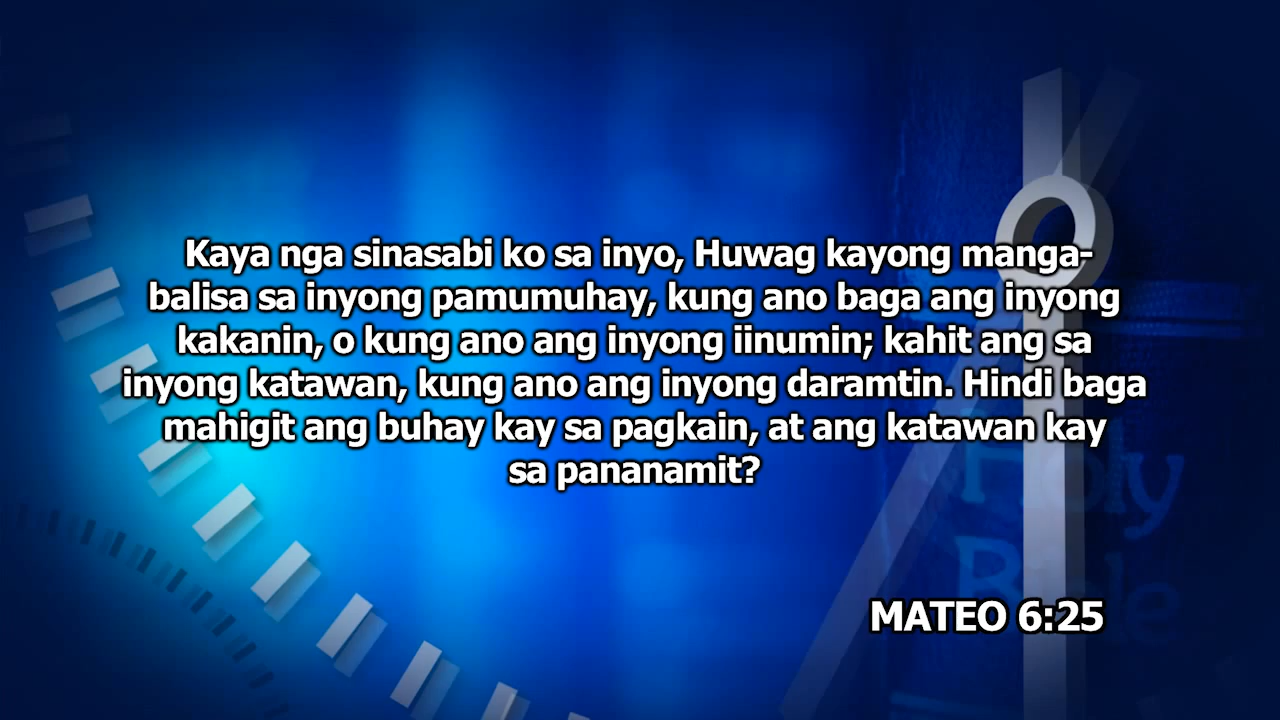 Kaya nga sinasabi ko sa inyo, Huwag kayong manga-
balisa sa inyong pamumuhay, kung ano baga ang inyong
kakanin, o kung ano ang inyong iinumin; kahit ang sa
inyong katawan, kung ano ang inyong daramtin. Hindi baga
mahigit ang buhay kay sa pagkain, at ang katawan kay
sa pananamit?
Holy
Bible
MATEO 6:25